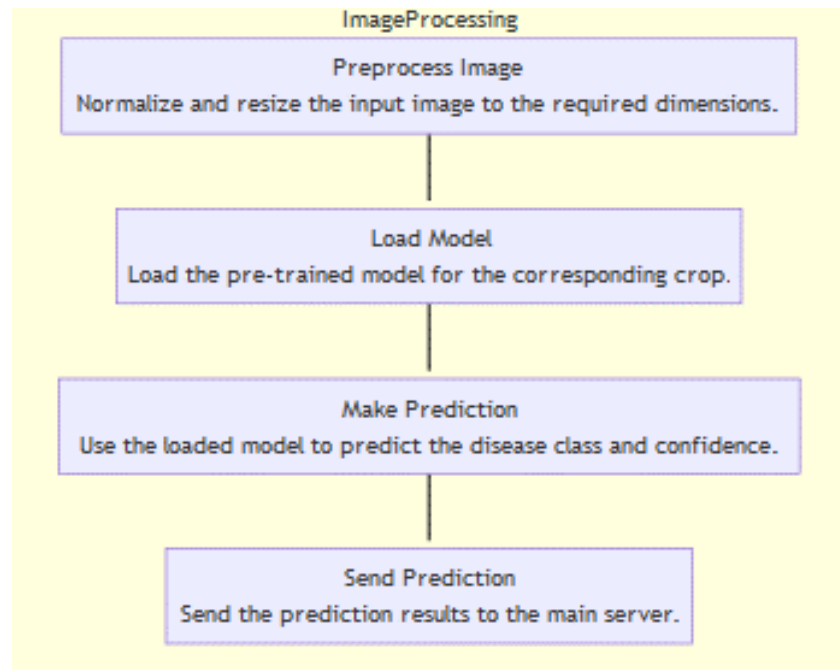 ImageProcessing
Preprocess Image
Normalize and resize the input image to the required dimensions.
Load Model
Load the pre-trained model for the corresponding crop.
Make Prediction
Use the loaded model to predict the disease class and confidence.
Send Prediction
Send the prediction results to the main server.